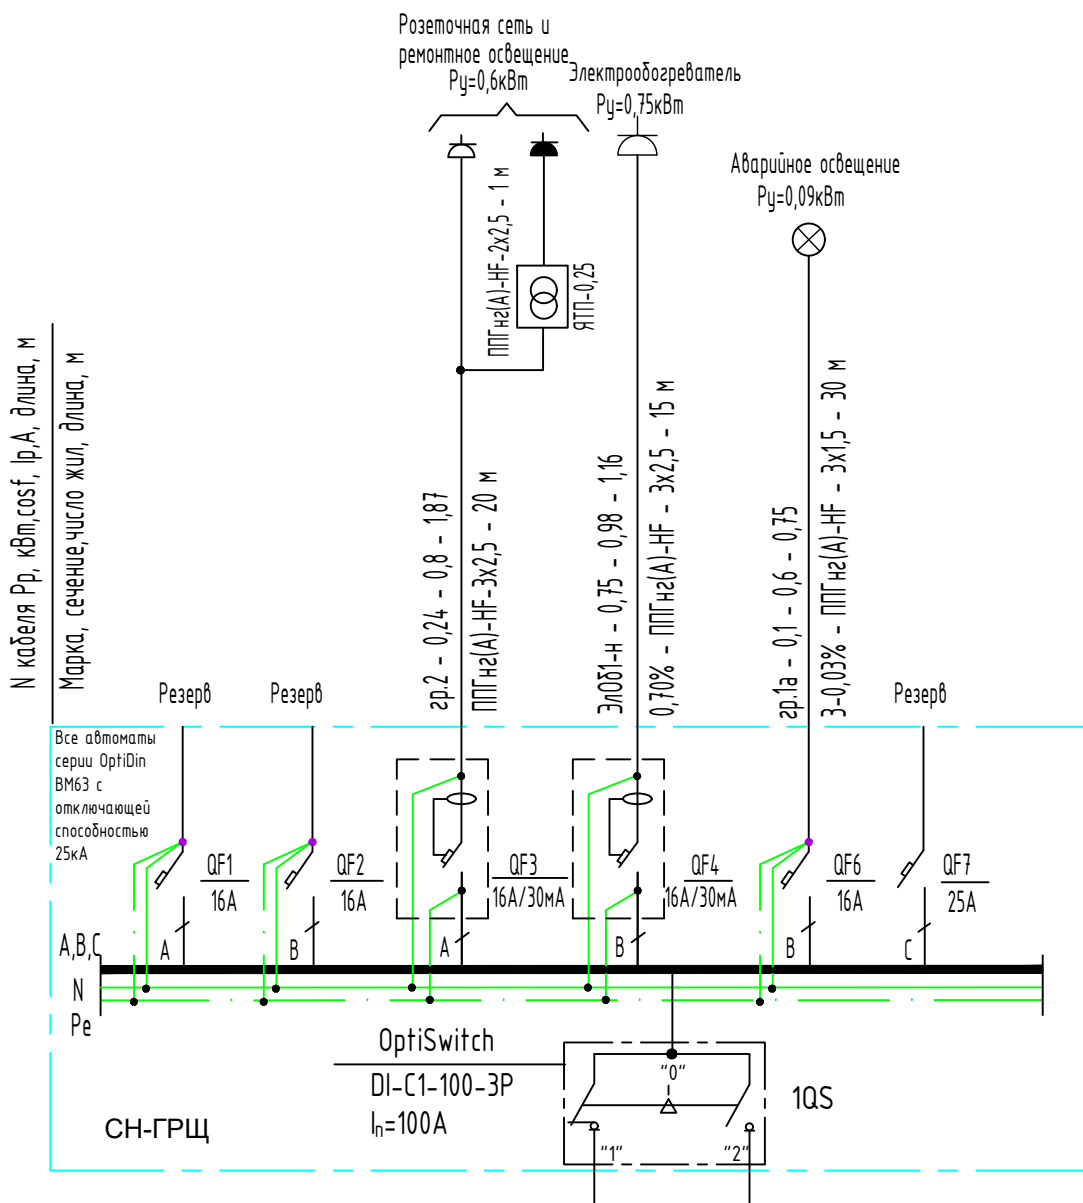 Розеточная сеть и
ремонтное освещение
Ру=0,6кВт
Электрообогреватель
Ру=0,75кВт
Аварийное освещение
Ру=0,09кВт
N кабеля Рр, кВт,cosf, Iр,А, длина, м
Марка, сечение,число жил, длина, м
ППГнг(А)-HF-2х2,5 - 1 м
ЯТП-0,25
гр.2 - 0,24 - 0,8 - 1,87
ППГнг(А)-HF-3х2,5 - 20 м
ЭлОб1-н - 0,75 - 0,98 - 1,16
0,70% - ППГнг(А)-HF - 3х2,5 - 15 м
гр.1а - 0,1 - 0,6 - 0,75
3-0,03% - ППГнг(А)-HF - 3х1,5 - 30 м
Резерв
Резерв
Резерв
Все автоматы
серии OptiDin
ВМ63 с
отключающей
способностью
25кА
QF1
16А
QF2
16А
QF3
16А/30мА
QF4
16А/30мА
QF6
16А
QF7
25А
А,В,С
А
В
А
В
В
С
N
Pe
OptiSwitch
DI-C1-100-3P
In=100А
"0"
"1"
"2"
1QS
СН-ГРЩ